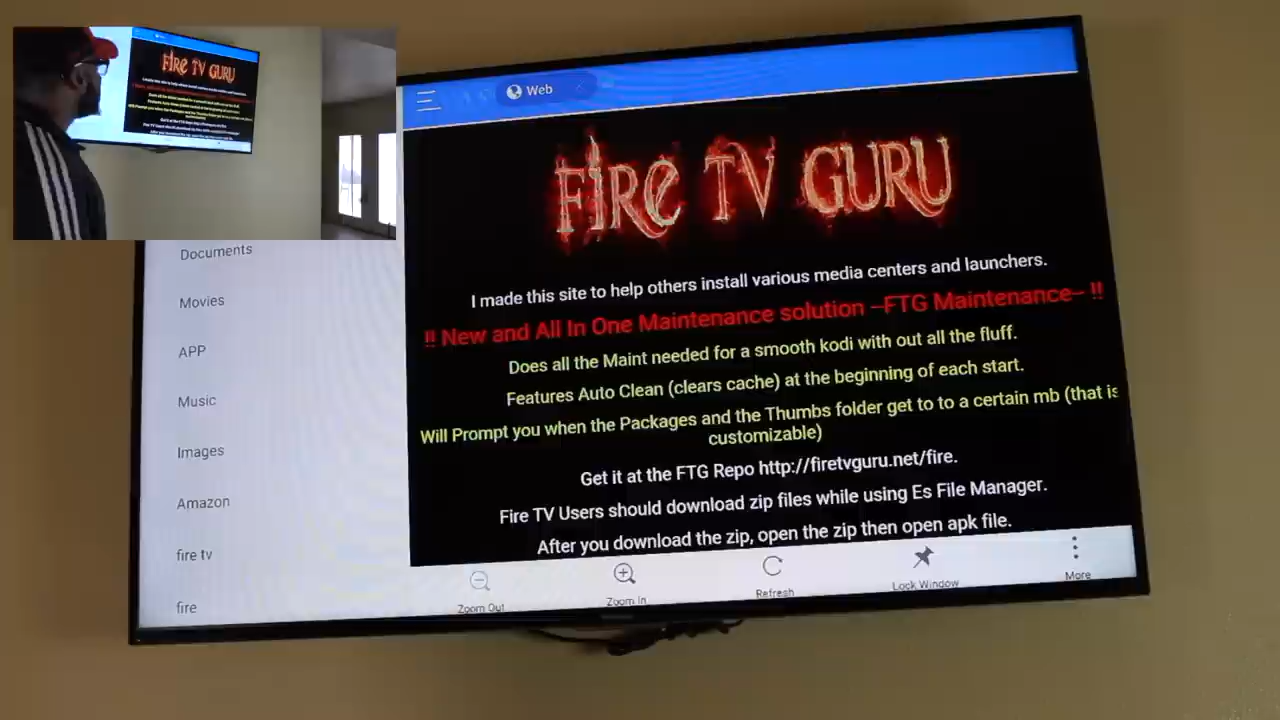 Web
FIRE TV GURU
I made this site to help others install various media centers and launchers.
!! New and All In One Maintenance solution –FTG Maintenance– !!
Does all the Maint needed for a smooth kodi with out all the fluff.
Features Auto Clean (clears cache) at the beginning of each start.
Will Prompt you when the Packages and the Thumbs folder get to to a certain mb (that is
customizable)
Get it at the FTG Repo http://firetvguru.net/fire.
Fire TV Users should download zip files while using Es File Manager.
After you download the zip, open the zip then open apk file.
Documents
Movies
APP
Music
Images
Amazon
fire tv
fire
Zoom Out
Zoom In
Refresh
Lock Window
More
FIRE TV GURU